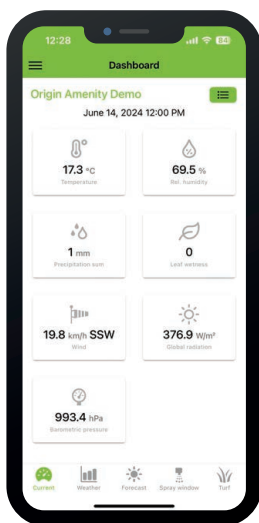 12:28
84
Dashboard
Origin Amenity Demo
June 14, 2024 12:00 PM
17.3 °C
Temperature
69.5 %
Rel. humidity
1 mm
Precipitation sum
0
Leaf wetness
19.8 km/h SSW
Wind
376.9 W/m²
Global radiation
993.4 hPa
Barometric pressure
Current Weather Forecast Spray window Turf